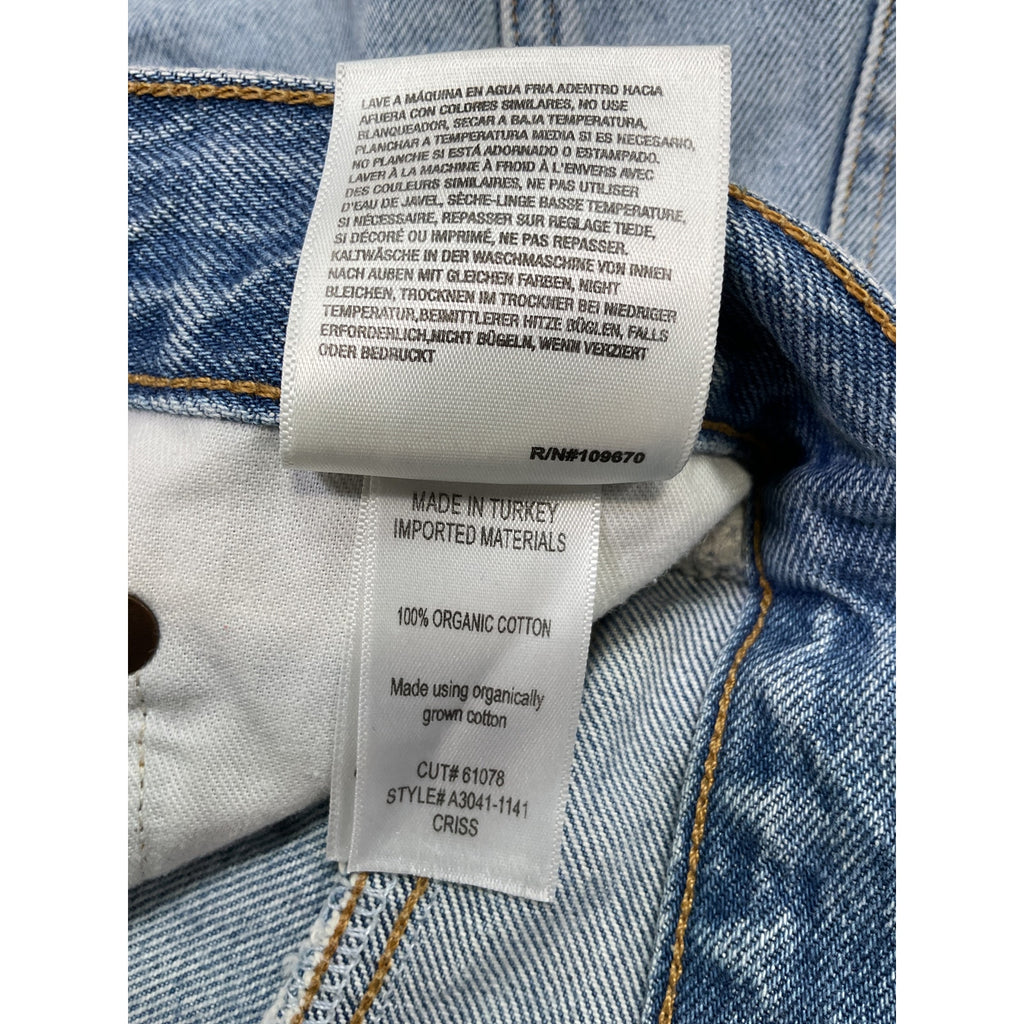 LAVE A MÁQUINA EN AGUA FRIA ADENTRO HACIA
AFUERA CON COLORES SIMILARES, NO USE
BLANQUEADOR, SECAR A BAJA TEMPERATURA,
PLANCHAR A TEMPERATURA MEDIA SI ES NECESARIO,
NO PLANCHE SI ESTÁ ADORNADO O ESTAMPADO.
LAVER À LA MACHINE À FROID À L'ENVERS AVEC
DES COULEURS SIMILAIRES, NE PAS UTILISER
D'EAU DE JAVEL, SÈCHE-LINGE BASSE TEMPERATURE,
SI NÉCESSAIRE, REPASSER SUR REGLAGE TIEDE,
SI DÉCORÉ OU IMPRIMÉ, NE PAS REPASSER.
KALTWÄSCHE IN DER WASCHMASCHINE VON INNEN
NACH AUBEN MIT GLEICHEN FARBEN, NIGHT
BLEICHEN, TROCKNEN IM TROCKNER BEI NIEDRIGER
TEMPERATUR,BEIMITTLERER HITZE BÜGLEN, FALLS
ERFORDERLICH,NICHT BÜGELN, WENN VERZIERT
ODER BEDRUCKT
R/N#109670
MADE IN TURKEY
IMPORTED MATERIALS
100% ORGANIC COTTON
Made using organically
grown cotton
CUT# 61078
STYLE# A3041-1141
CRISS